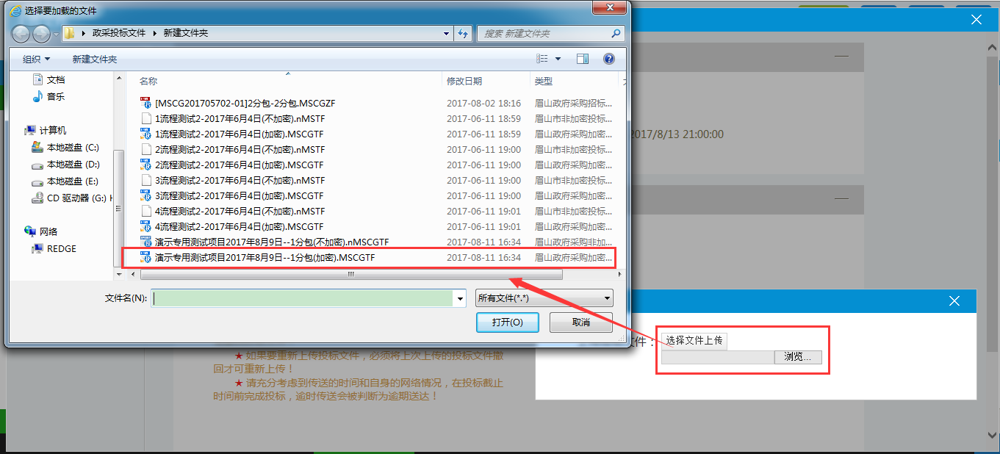 选择要加载的文件
政采投标文件 新建文件夹
搜索 新建文件夹
组织 新建文件夹
文档
音乐
计算机
本地磁盘 (C:)
本地磁盘 (D:)
本地磁盘 (E:)
CD 驱动器 (G:) H
网络
REDGE
名称 修改日期 类型
[MSCG201705702-01]2分包-2分包.MSCGZF 2017-08-02 18:16 眉山政府采购招标...
1流程测试2-2017年6月4日(不加密).nMSTF 2017-06-11 18:59 眉山市非加密投标...
1流程测试2-2017年6月4日(加密).MSCGTF 2017-06-11 18:59 眉山政府采购加密...
2流程测试2-2017年6月4日(不加密).nMSTF 2017-06-11 19:00 眉山市非加密投标...
2流程测试2-2017年6月4日(加密).MSCGTF 2017-06-11 19:00 眉山政府采购加密...
3流程测试2-2017年6月4日(不加密).nMSTF 2017-06-11 19:00 眉山市非加密投标...
3流程测试2-2017年6月4日(加密).MSCGTF 2017-06-11 19:00 眉山政府采购加密...
4流程测试2-2017年6月4日(不加密).nMSTF 2017-06-11 19:01 眉山市非加密投标...
4流程测试2-2017年6月4日(加密).MSCGTF 2017-06-11 19:01 眉山政府采购加密...
演示专用测试项目2017年8月9日--1分包(不加密).nMSCGTF 2017-08-11 16:34 眉山政府采购非加...
演示专用测试项目2017年8月9日--1分包(加密).MSCGTF 2017-08-11 16:34 眉山政府采购加密...
文件名(N): 所有文件(*.*)
打开(O) 取消
2017/8/13 21:00:00
文件：
选择文件上传
浏览...
★ 如果要重新上传投标文件，必须将上次上传的投标文件撤
回才可重新上传！
★ 请充分考虑到传送的时间和自身的网络情况，在投标截止
时间前完成投标，逾时传送会被判断为逾期送达！